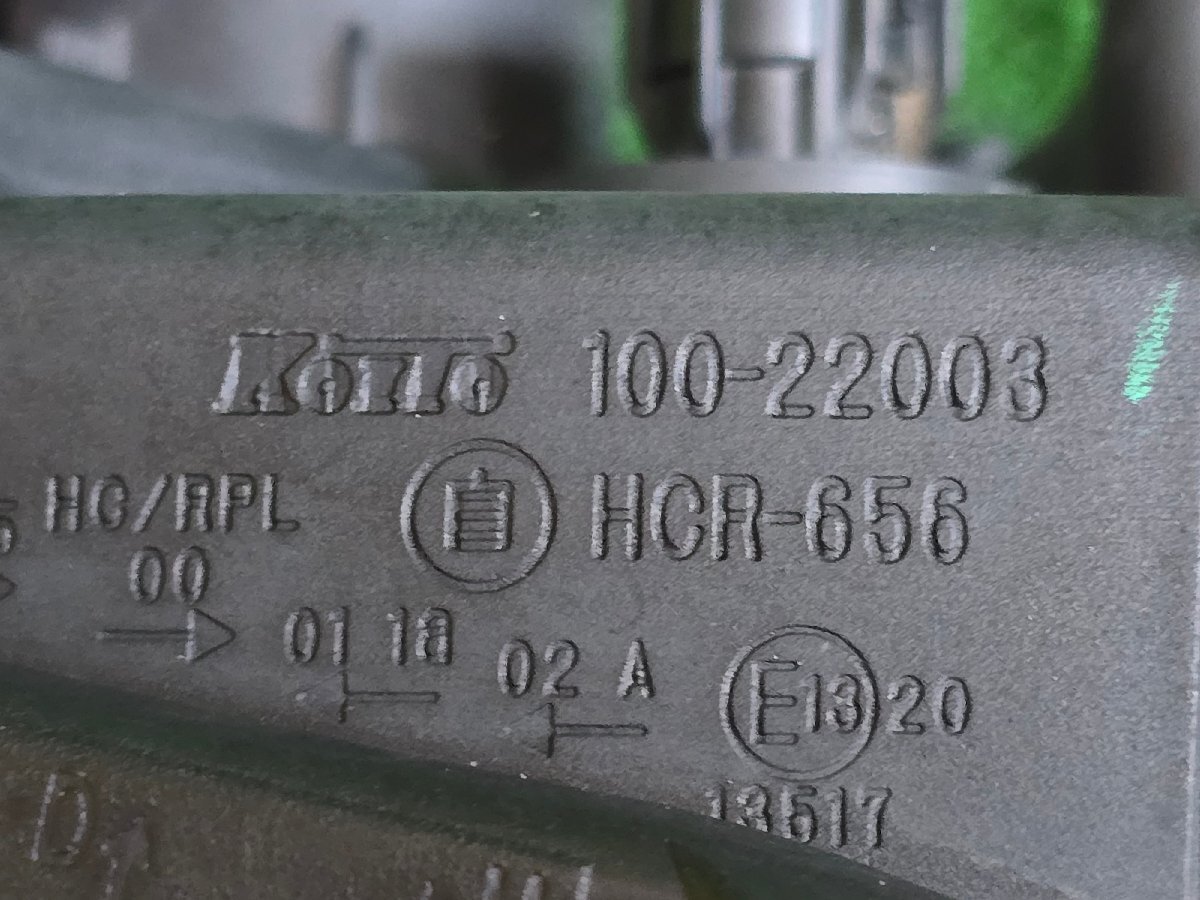 Koito 100-22003
HC/RPL 自 HCR-656
00
01 1a
02 A E13 20
13517